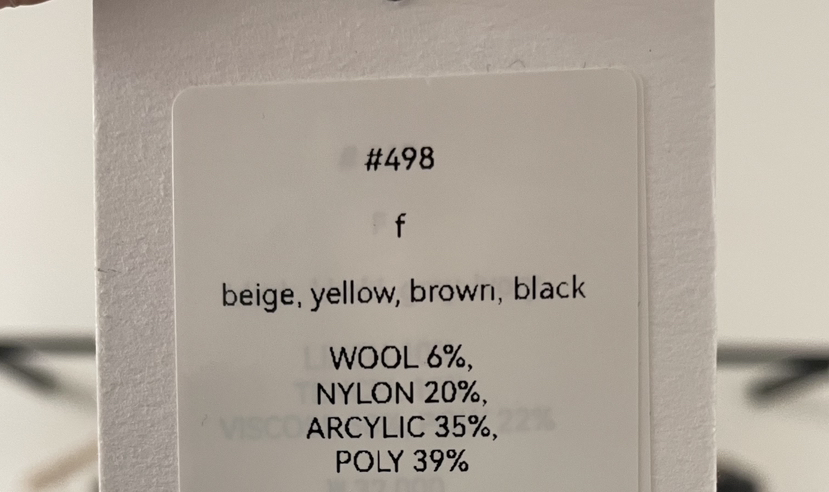 #498
f
beige, yellow, brown, black
WOOL 6%,
NYLON 20%,
ARCYLIC 35%,
POLY 39%